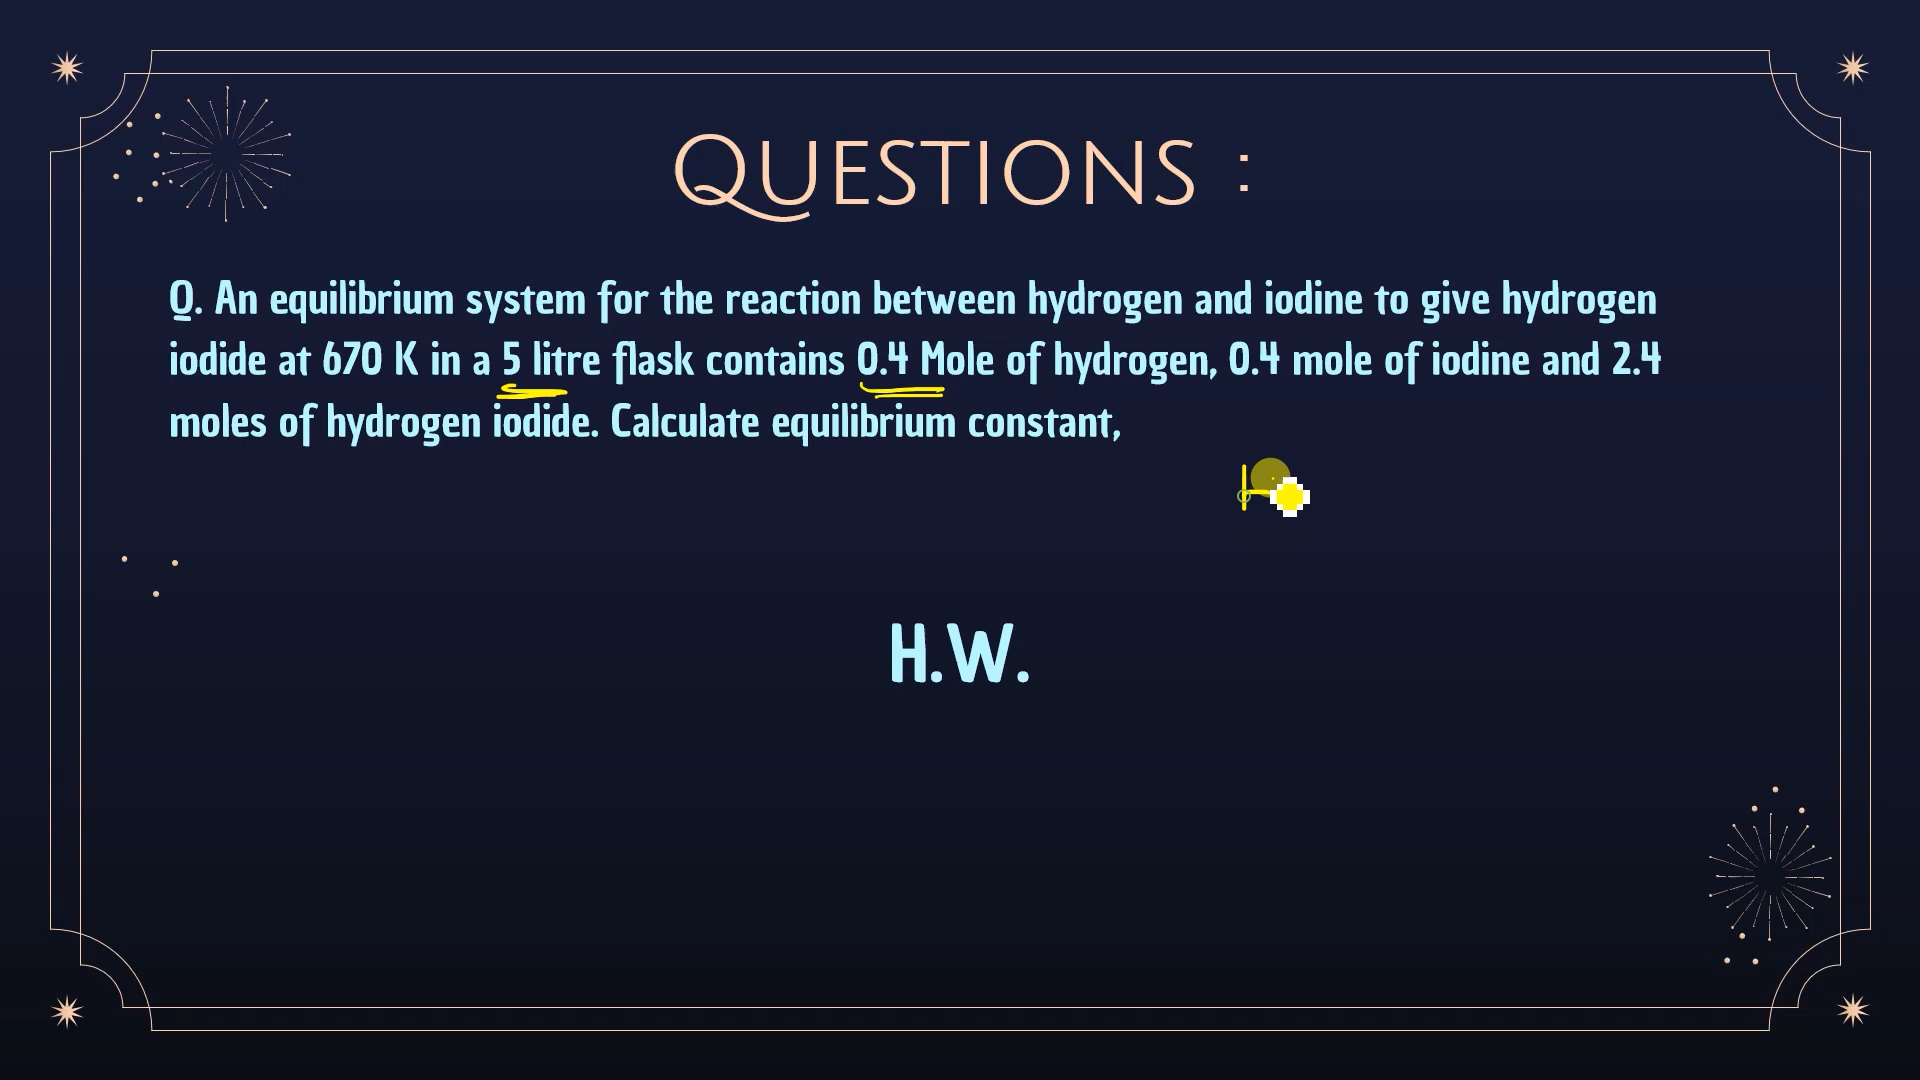 QUESTIONS :
Q. An equilibrium system for the reaction between hydrogen and iodine to give hydrogen
iodide at 670 K in a 5 litre flask contains 0.4 Mole of hydrogen, 0.4 mole of iodine and 2.4
moles of hydrogen iodide. Calculate equilibrium constant,
H.W.